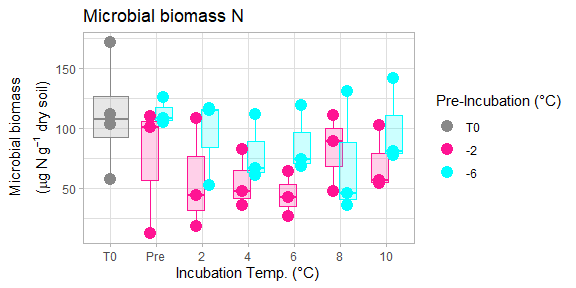 Microbial biomass N
Microbial biomass
(μg N g⁻¹ dry soil)
150
100
50
T0
Pre
2
4
6
8
10
Incubation Temp. (°C)
Pre-Incubation (°C)
T0
-2
-6